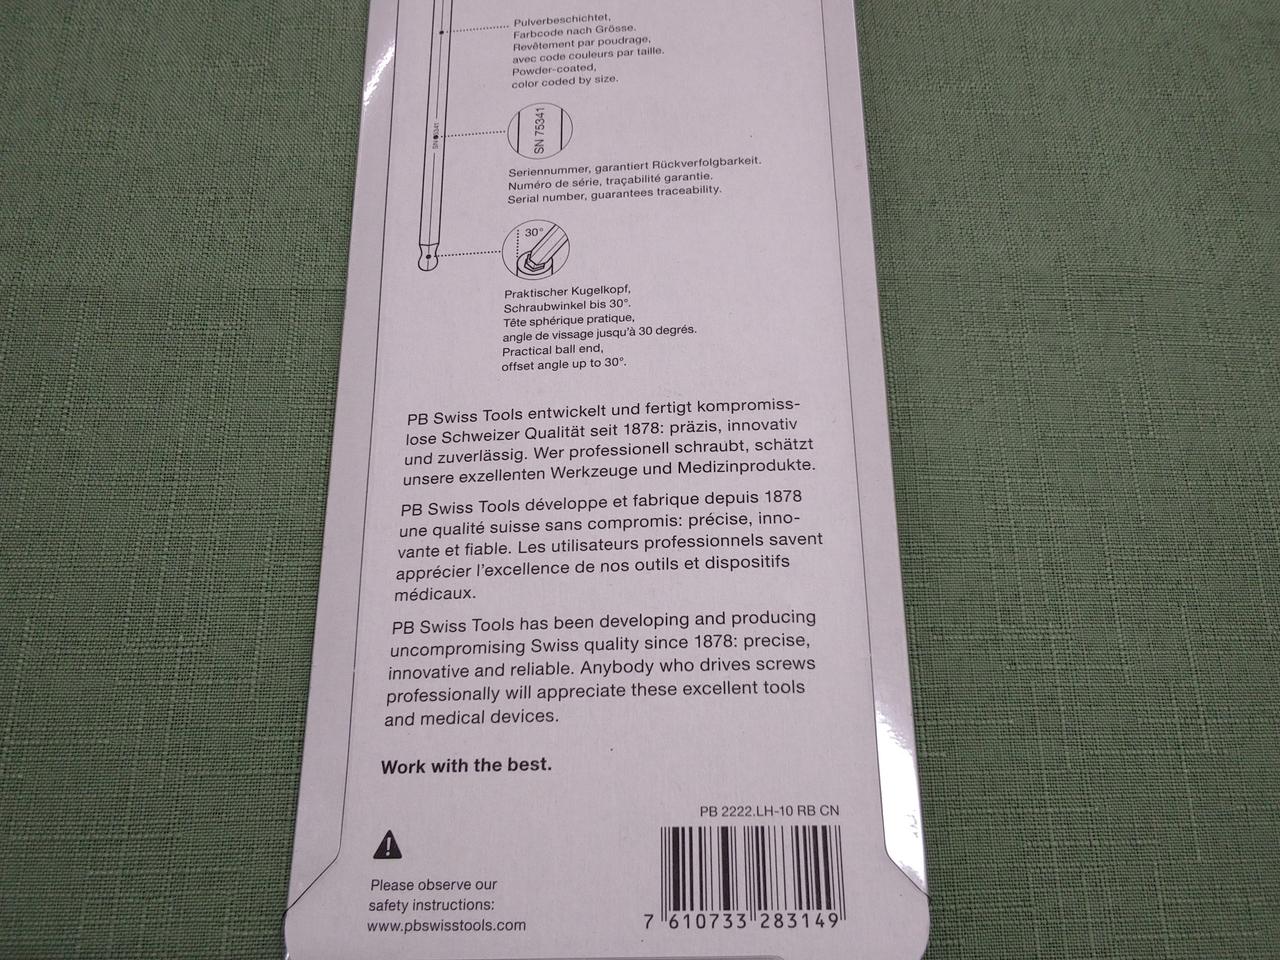 Pulverbeschichtet,
Farbcode nach Grösse.
Revêtement par poudrage,
avec code couleurs par taille.
Powder-coated,
color coded by size.
SN 75341
Seriennummer, garantiert Rückverfolgbarkeit.
Numéro de série, traçabilité garantie.
Serial number, guarantees traceability.
30°
Praktischer Kugelkopf,
Schraubwinkel bis 30°.
Tête sphérique pratique,
angle de vissage jusqu'à 30 degrés.
Practical ball end,
offset angle up to 30°.
PB Swiss Tools entwickelt und fertigt kompromiss-
lose Schweizer Qualität seit 1878: präzis, innovativ
und zuverlässig. Wer professionell schraubt, schätzt
unsere exzellenten Werkzeuge und Medizinprodukte.
PB Swiss Tools développe et fabrique depuis 1878
une qualité suisse sans compromis: précise, inno-
vante et fiable. Les utilisateurs professionnels savent
apprécier l'excellence de nos outils et dispositifs
médicaux.
PB Swiss Tools has been developing and producing
uncompromising Swiss quality since 1878: precise,
innovative and reliable. Anybody who drives screws
professionally will appreciate these excellent tools
and medical devices.
Work with the best.
PB 2222.LH-10 RB CN
Please observe our
safety instructions:
www.pbswisstools.com
7 610733 283149